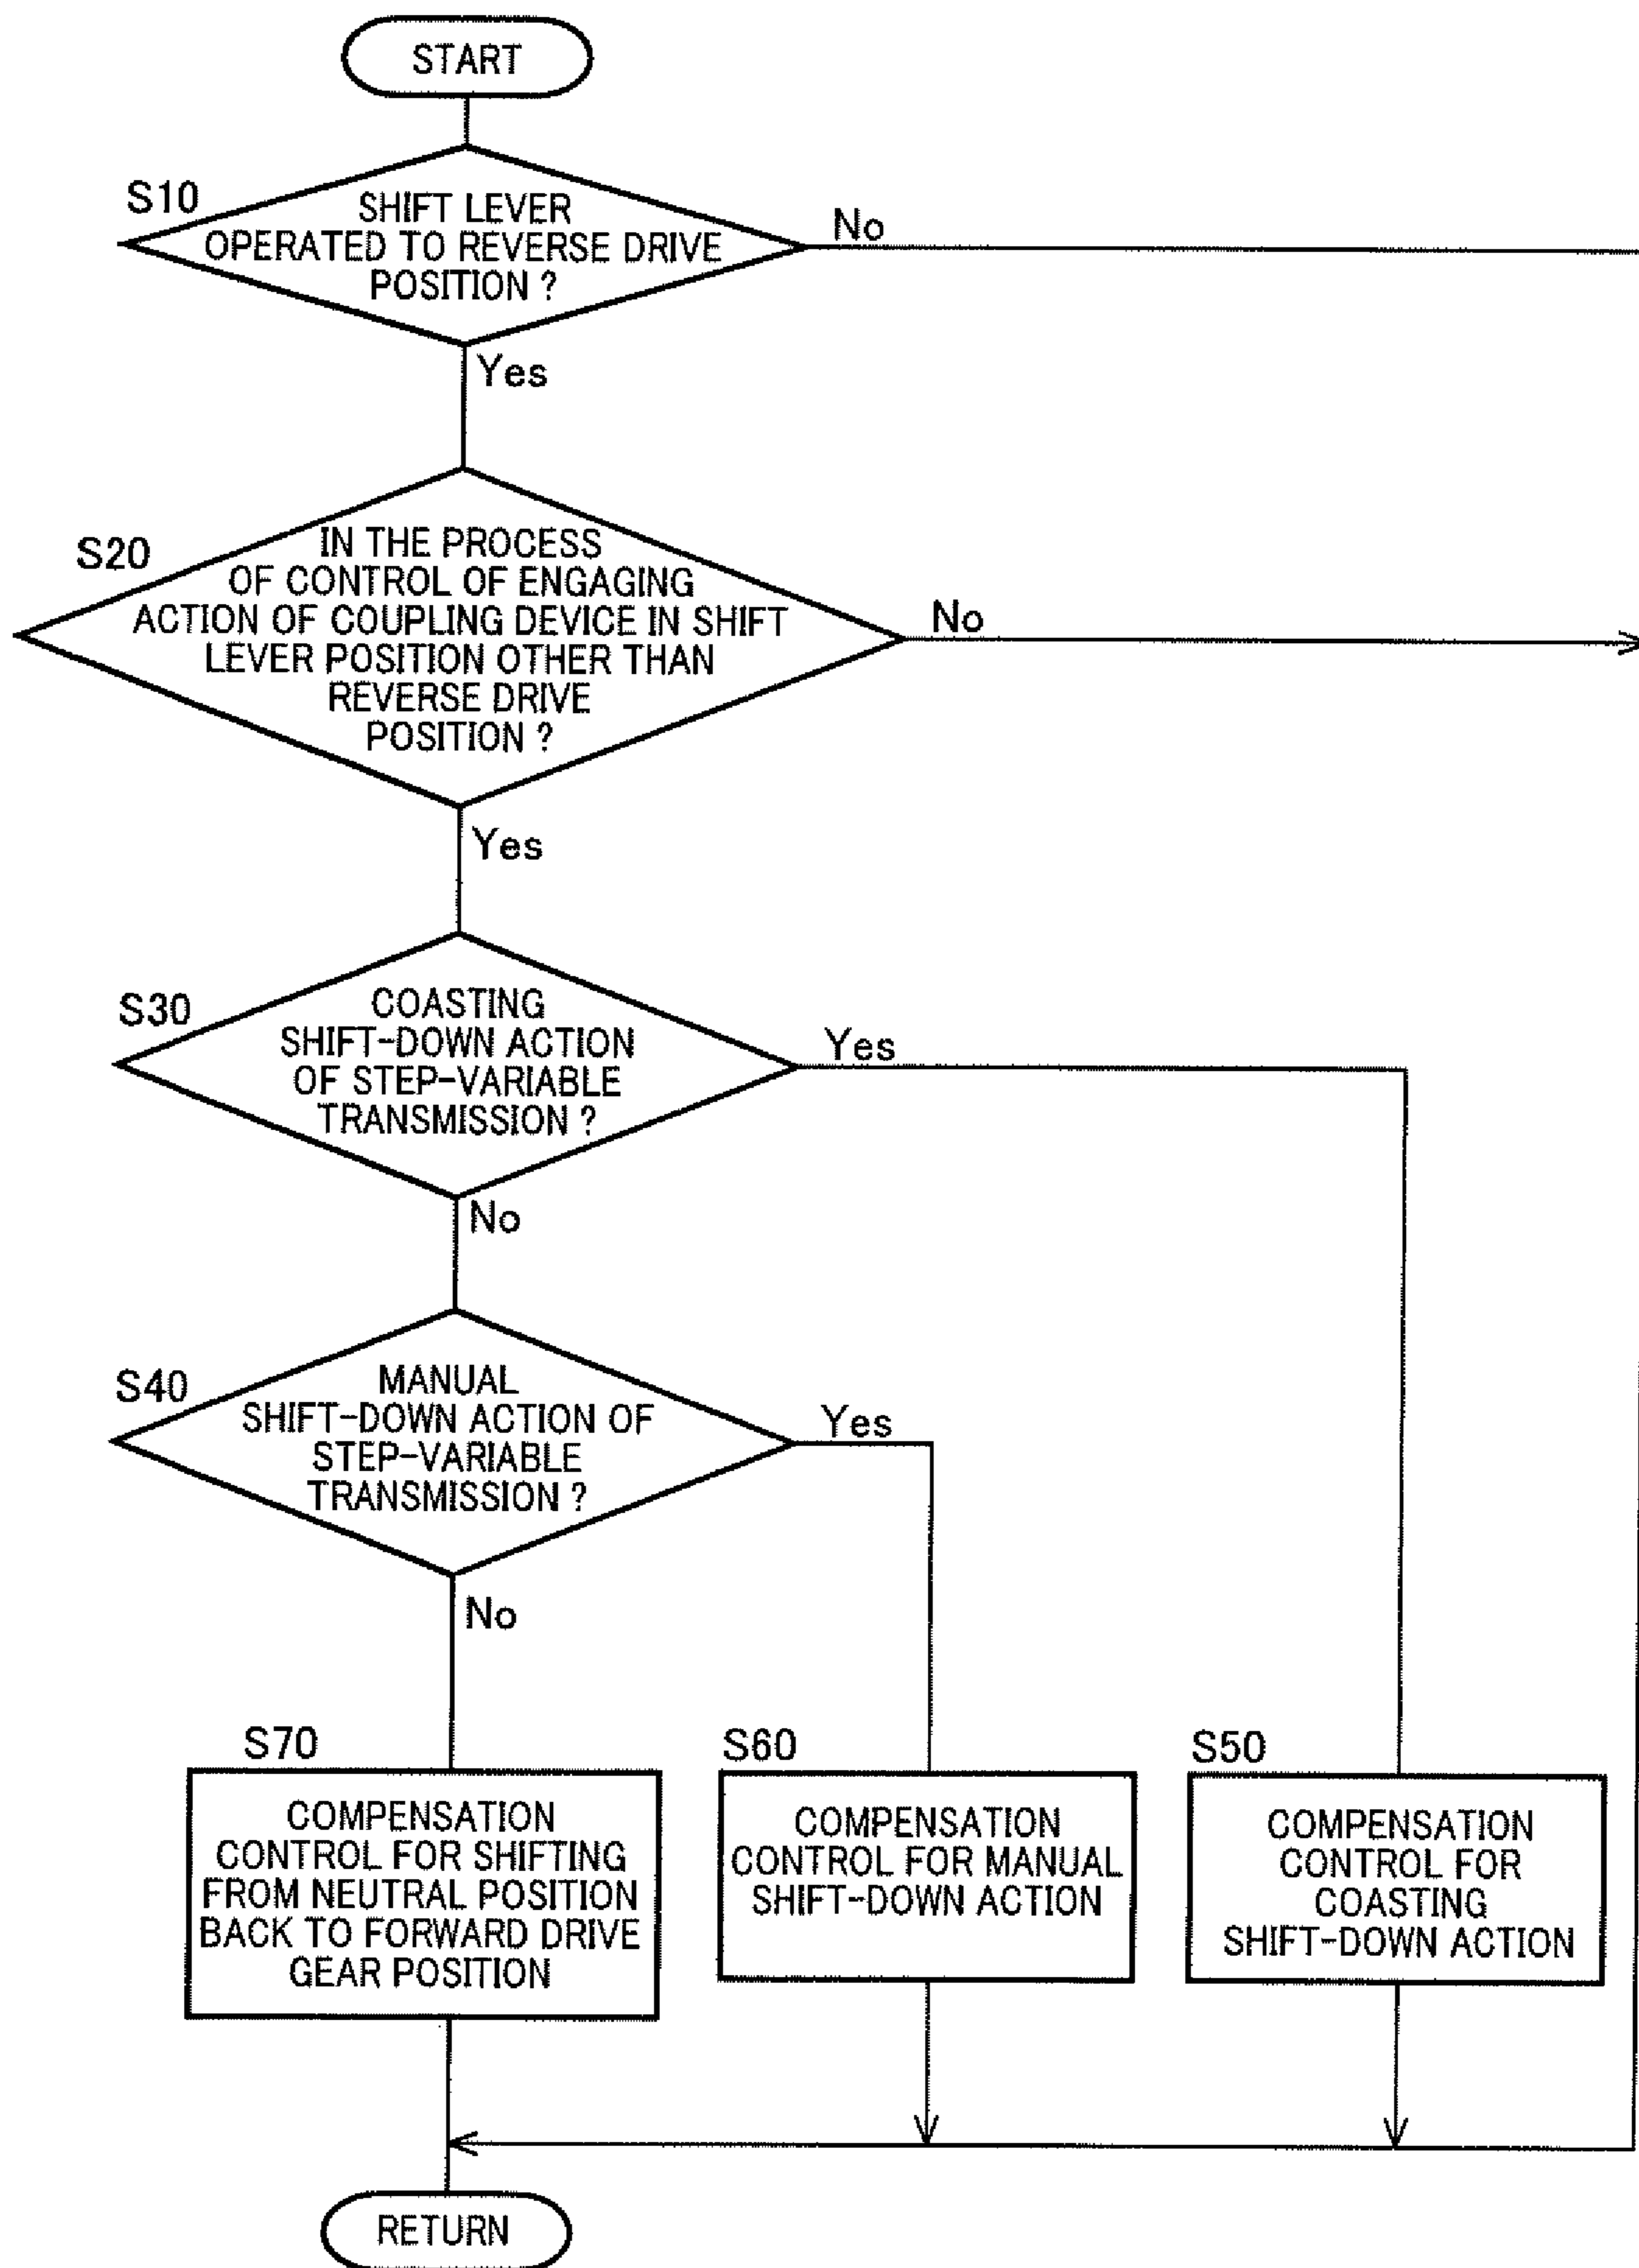 START
S10
SHIFT LEVER
OPERATED TO REVERSE DRIVE
POSITION ?
No
Yes
S20
IN THE PROCESS
OF CONTROL OF ENGAGING
ACTION OF COUPLING DEVICE IN SHIFT
LEVER POSITION OTHER THAN
REVERSE DRIVE
POSITION ?
No
Yes
S30
COASTING
SHIFT-DOWN ACTION
OF STEP-VARIABLE
TRANSMISSION ?
Yes
No
S40
MANUAL
SHIFT-DOWN ACTION OF
STEP-VARIABLE
TRANSMISSION ?
Yes
No
S70
COMPENSATION
CONTROL FOR SHIFTING
FROM NEUTRAL POSITION
BACK TO FORWARD DRIVE
GEAR POSITION
S60
COMPENSATION
CONTROL FOR MANUAL
SHIFT-DOWN ACTION
S50
COMPENSATION
CONTROL FOR
COASTING
SHIFT-DOWN ACTION
RETURN